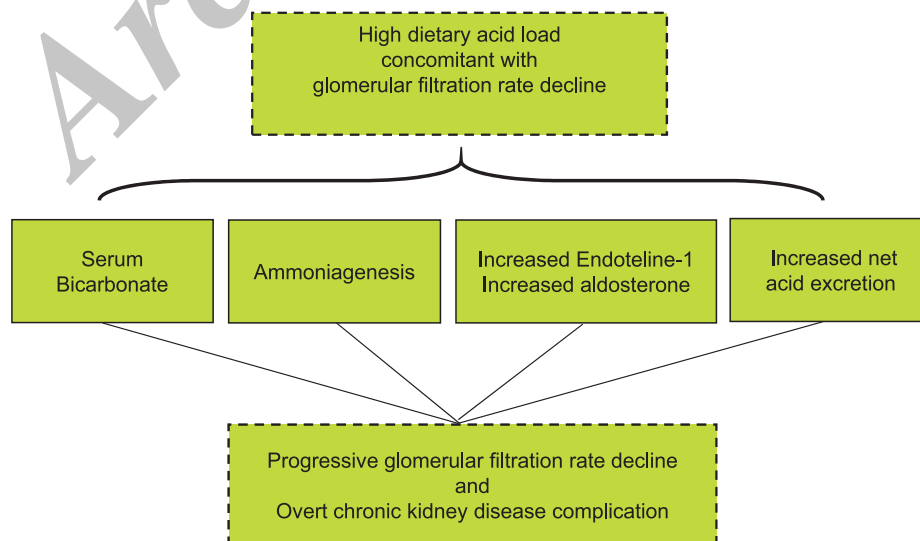 High dietary acid load
concomitant with
glomerular filtration rate decline
Serum
Bicarbonate
Ammoniagenesis
Increased Endoteline-1
Increased aldosterone
Increased net
acid excretion
Progressive glomerular filtration rate decline
and
Overt chronic kidney disease complication